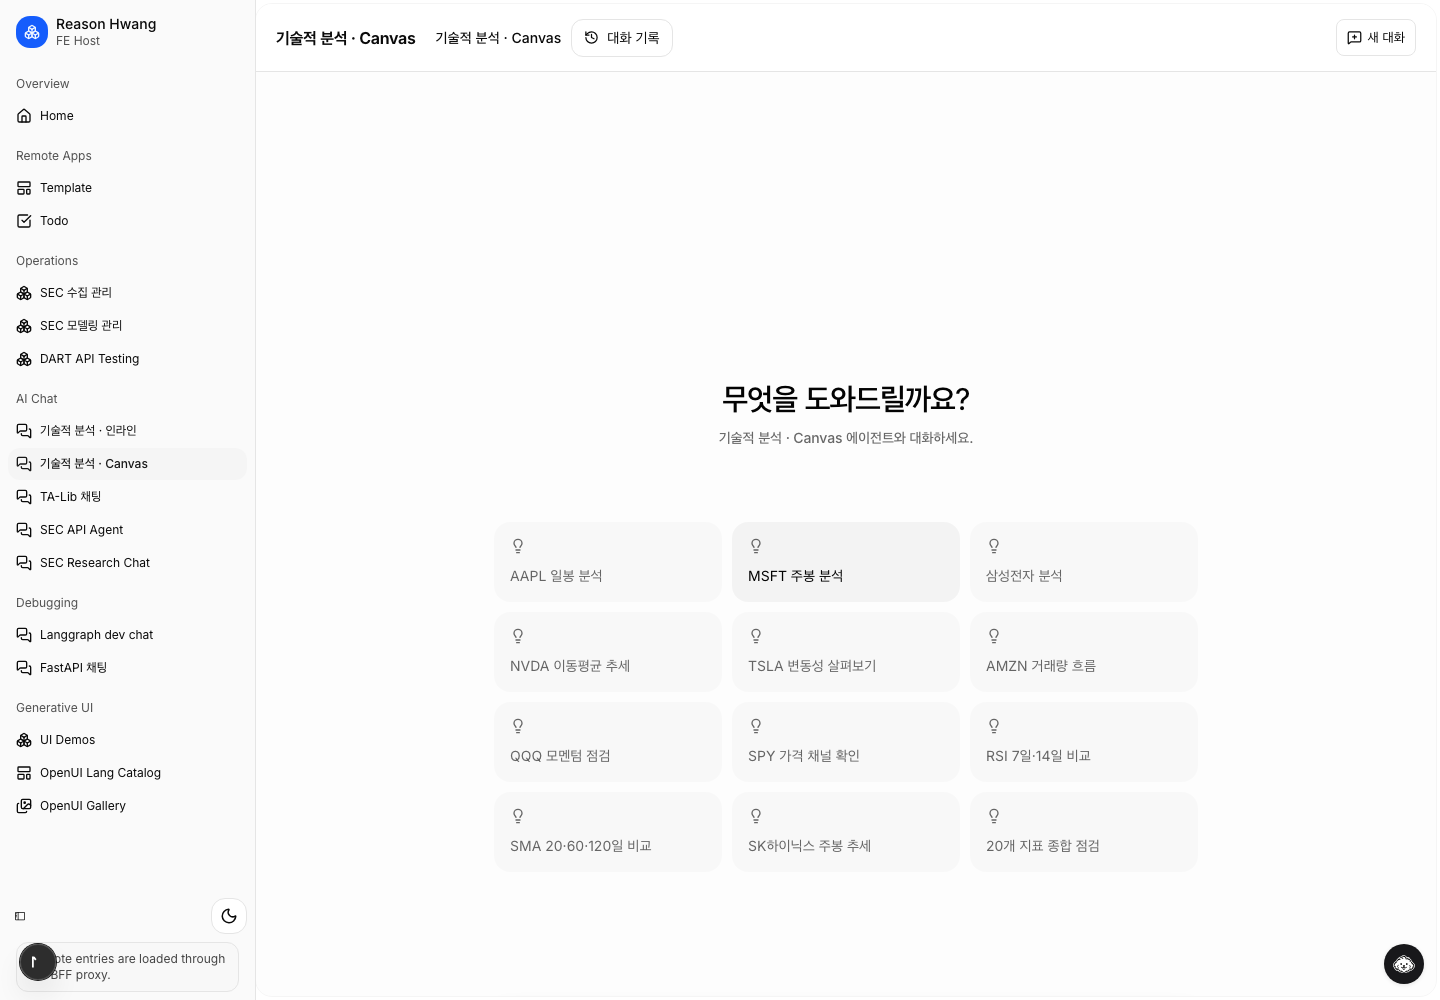 Reason Hwang
FE Host
Overview
Home
Remote Apps
Template
Todo
Operations
SEC 수집 관리
SEC 모델링 관리
DART API Testing
AI Chat
기술적 분석 · 인라인
기술적 분석 · Canvas
TA-Lib 채팅
SEC API Agent
SEC Research Chat
Debugging
Langgraph dev chat
FastAPI 채팅
Generative UI
UI Demos
OpenUI Lang Catalog
OpenUI Gallery
entries are loaded through
BFF proxy.
기술적 분석 · Canvas
기술적 분석 · Canvas
대화 기록
새 대화
무엇을 도와드릴까요?
기술적 분석 · Canvas 에이전트와 대화하세요.
AAPL 일봉 분석
MSFT 주봉 분석
삼성전자 분석
NVDA 이동평균 추세
TSLA 변동성 살펴보기
AMZN 거래량 흐름
QQQ 모멘텀 점검
SPY 가격 채널 확인
RSI 7일·14일 비교
SMA 20·60·120일 비교
SK하이닉스 주봉 추세
20개 지표 종합 점검